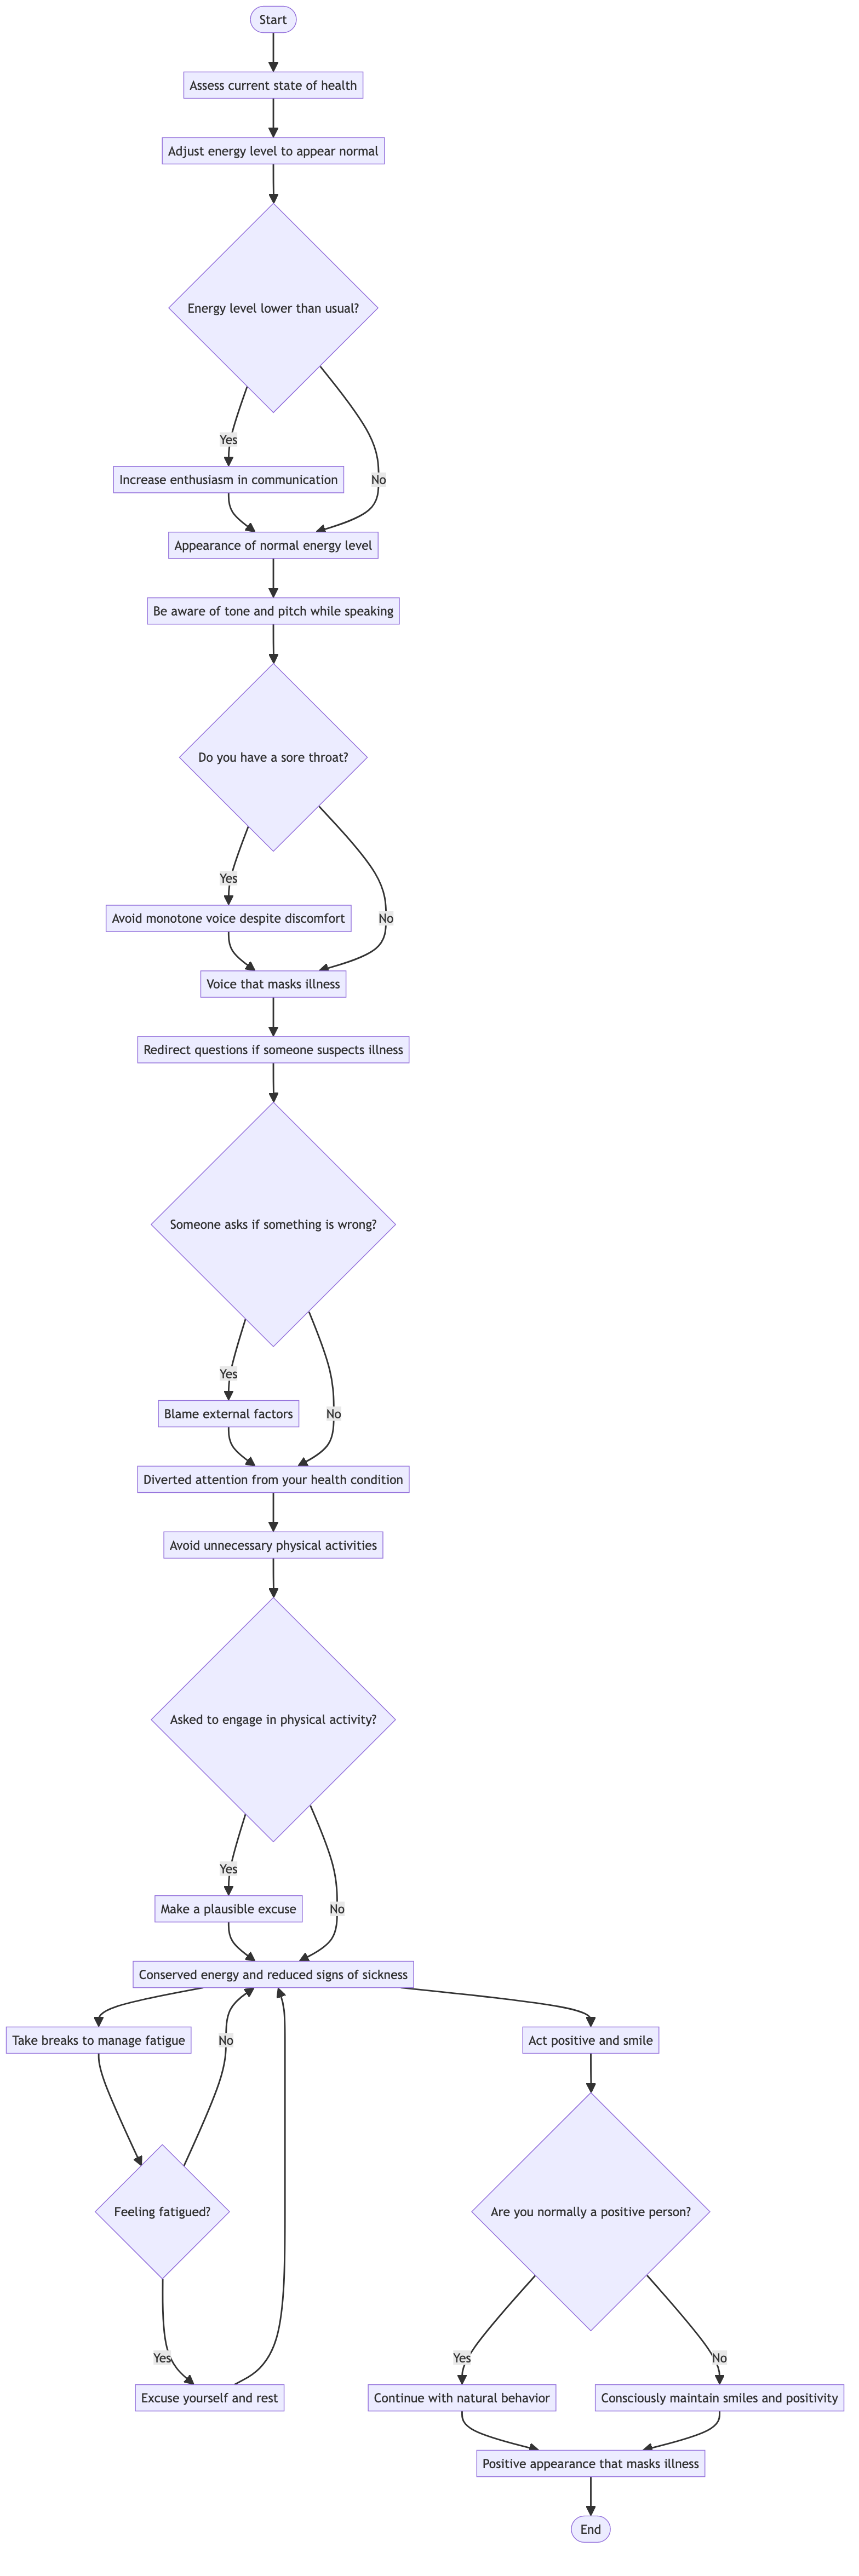 Start
Assess current state of health
Adjust energy level to appear normal
Energy level lower than usual?
Yes
No
Increase enthusiasm in communication
Appearance of normal energy level
Be aware of tone and pitch while speaking
Do you have a sore throat?
Yes
No
Avoid monotone voice despite discomfort
Voice that masks illness
Redirect questions if someone suspects illness
Someone asks if something is wrong?
Yes
No
Blame external factors
Diverted attention from your health condition
Avoid unnecessary physical activities
Asked to engage in physical activity?
Yes
No
Make a plausible excuse
Conserved energy and reduced signs of sickness
Take breaks to manage fatigue
No
Act positive and smile
Feeling fatigued?
Are you normally a positive person?
Yes
Yes
No
Excuse yourself and rest
Continue with natural behavior
Consciously maintain smiles and positivity
Positive appearance that masks illness
End